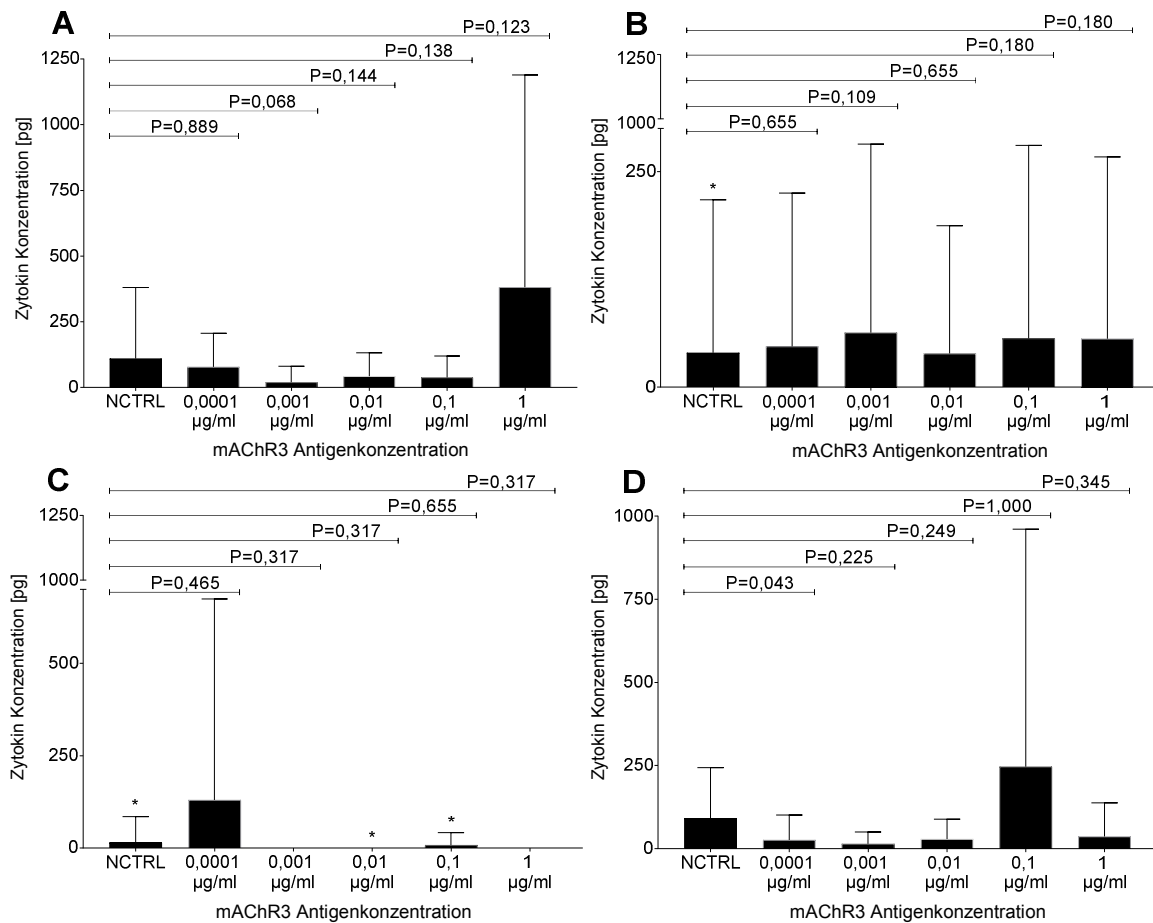 A
P=0,123
P=0,138
P=0,144
P=0,068
P=0,889
Zytokin Konzentration [pg]
1250
1000
750
500
250
0
NCTRL
0,0001 µg/ml
0,001 µg/ml
0,01 µg/ml
0,1 µg/ml
1 µg/ml
mAChR3 Antigenkonzentration
B
P=0,180
P=0,180
P=0,655
P=0,109
P=0,655
Zytokin Konzentration [pg]
1250
1000
250
0
*
NCTRL
0,0001 µg/ml
0,001 µg/ml
0,01 µg/ml
0,1 µg/ml
1 µg/ml
mAChR3 Antigenkonzentration
C
P=0,317
P=0,655
P=0,317
P=0,317
P=0,465
Zytokin Konzentration [pg]
1250
1000
500
250
0
*
*
*
NCTRL
0,0001 µg/ml
0,001 µg/ml
0,01 µg/ml
0,1 µg/ml
1 µg/ml
mAChR3 Antigenkonzentration
D
P=0,345
P=1,000
P=0,249
P=0,225
P=0,043
Zytokin Konzentration [pg]
1000
750
500
250
0
NCTRL
0,0001 µg/ml
0,001 µg/ml
0,01 µg/ml
0,1 µg/ml
1 µg/ml
mAChR3 Antigenkonzentration